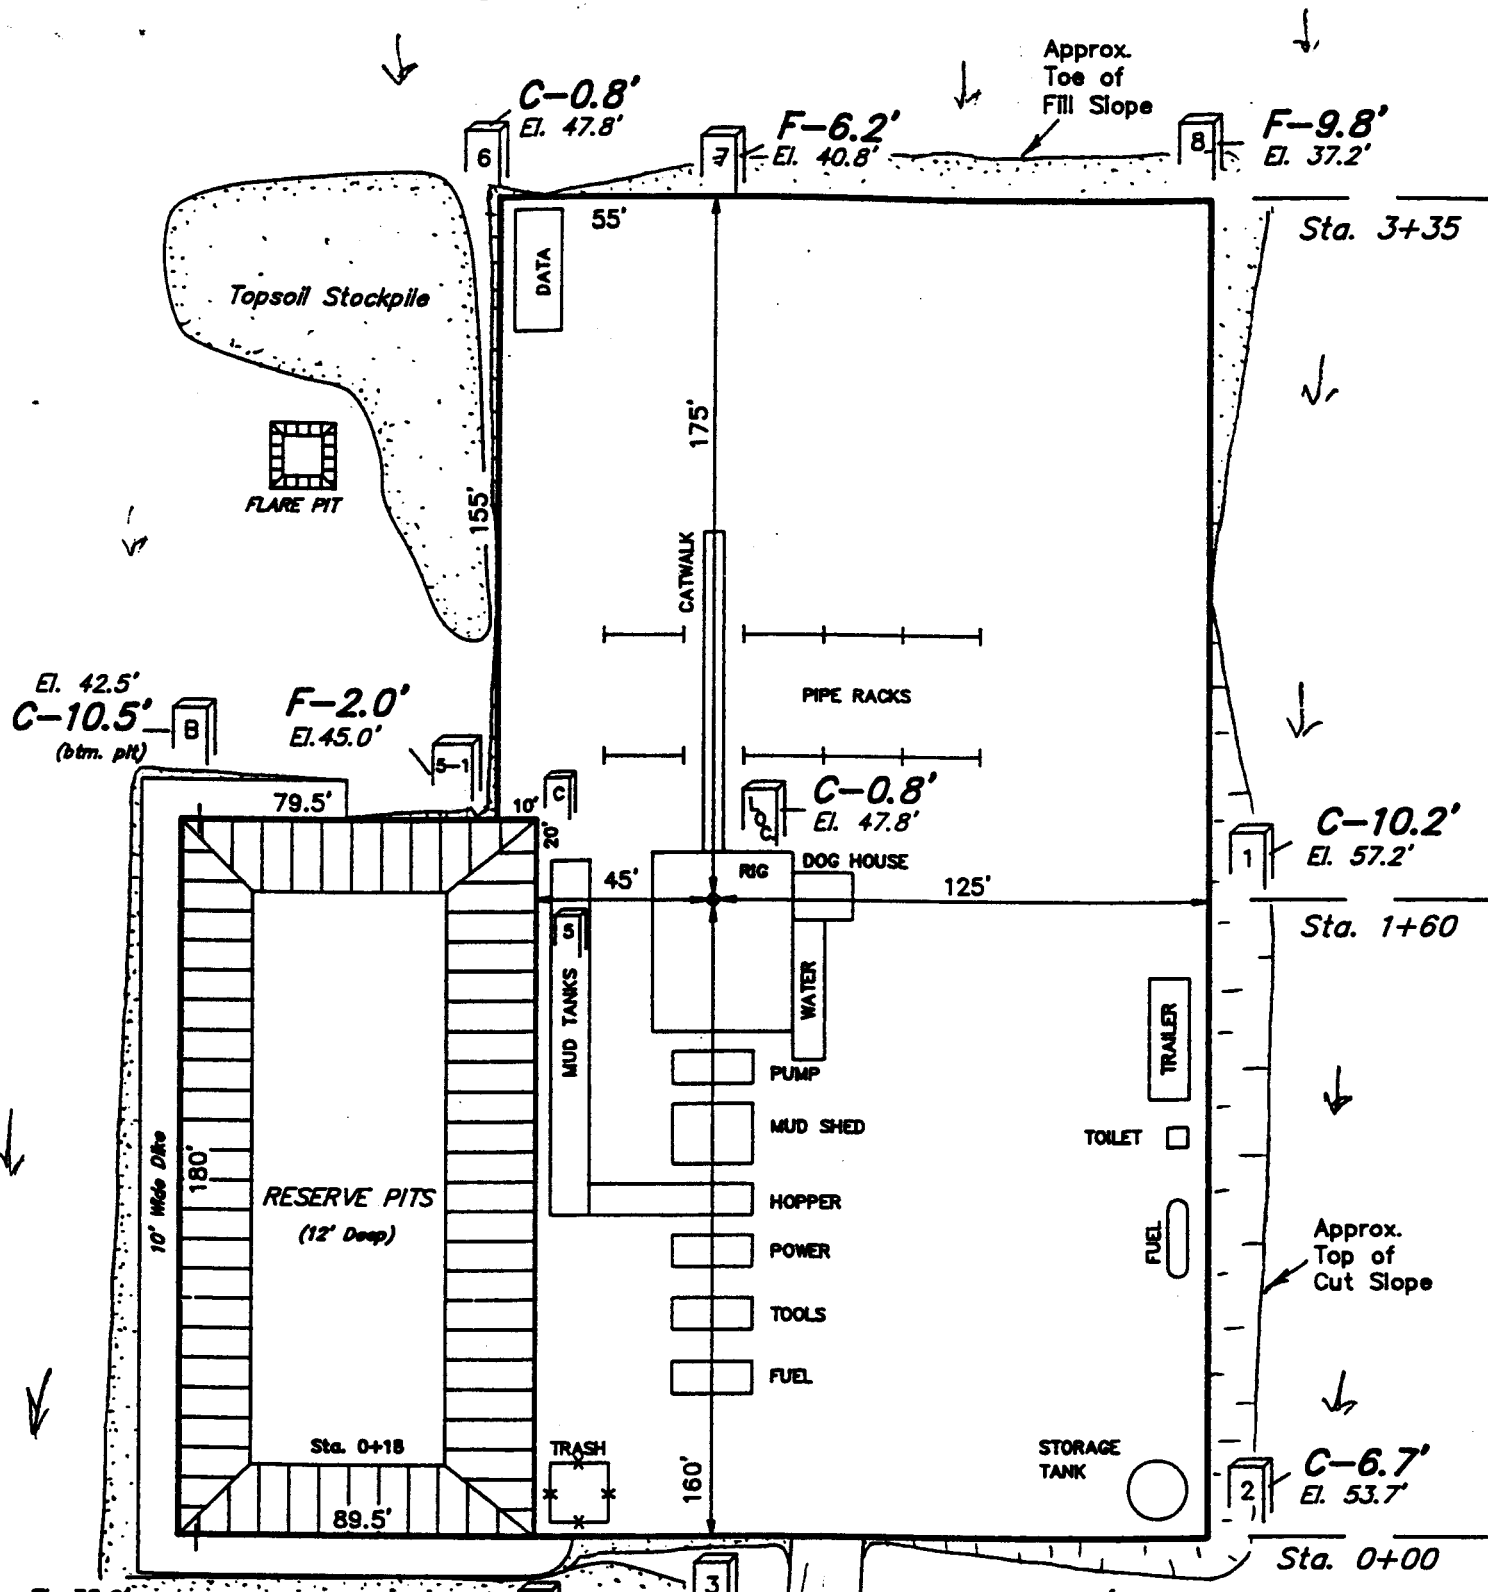 Approx.
Toe of
Fill Slope
C-0.8'
El. 47.8'
6
F-6.2'
El. 40.8'
7
F-9.8'
El. 37.2'
8
55'
Sta. 3+35
DATA
Topsoil Stockpile
175'
FLARE PIT
155'
CATWALK
PIPE RACKS
El. 42.5'
C-10.5'
(btm. pit)
B
F-2.0'
El. 45.0'
5-1
C
79.5'
10'
20'
LOC.
C-0.8'
El. 47.8'
C-10.2'
El. 57.2'
1
RIG
DOG HOUSE
45'
125'
Sta. 1+60
5
MUD TANKS
WATER
TRAILER
PUMP
MUD SHED
TOILET
10' Wide Dike
180'
RESERVE PITS
(12' Deep)
HOPPER
POWER
FUEL
Approx.
Top of
Cut Slope
TOOLS
FUEL
Sta. 0+18
TRASH
160'
STORAGE
TANK
C-6.7'
El. 53.7'
2
89.5'
Sta. 0+00
3